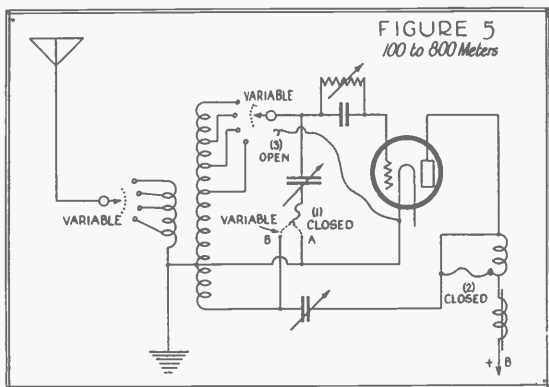 FIGURE 5
100 to 800 Meters
VARIABLE
(3)
OPEN
VARIABLE
(1)
CLOSED
VARIABLE
B A
(2)
CLOSED
+ B